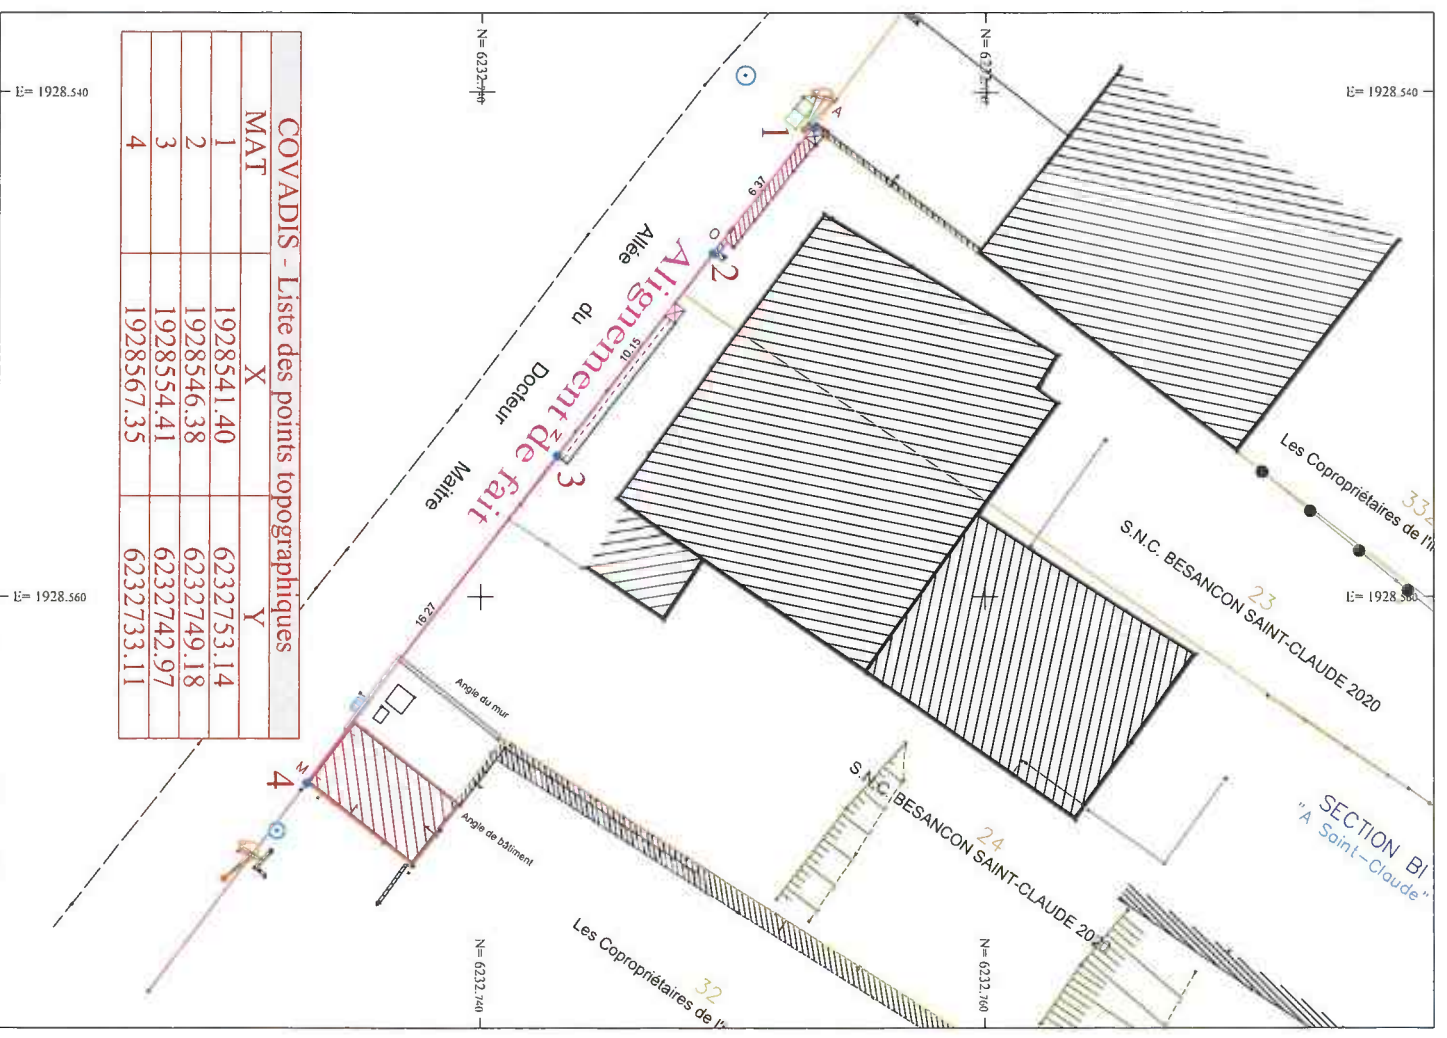 COVADIS - Liste des points topographiques
MAT X Y
1 1928541.40 6232753.14
2 1928546.38 6232749.18
3 1928554.41 6232742.97
4 1928567.35 6232733.11
E= 1928.540
N= 6232.740
E= 1928.540
A
1
6.37
O
2
Allée
du
Docteur
Maître
Alignement de fait
10.15
N
3
16.27
M
4
Angle du mur
Angle de bâtiment
E= 1928.560
N= 6232.740
N= 6232.760
332
Les Copropriétaires de l'i
23
S.N.C. BESANCON SAINT-CLAUDE 2020
24
S.N.C. BESANCON SAINT-CLAUDE 2020
32
Les Copropriétaires de l'
SECTION BI
"A Saint-Claude"